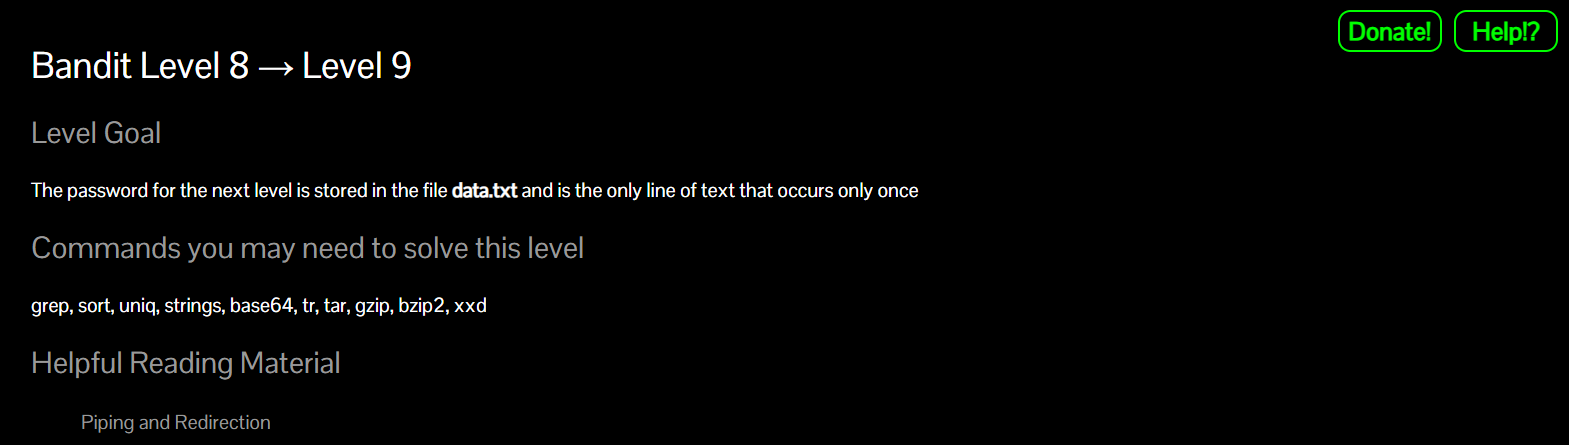 Donate! Help!?
Bandit Level 8 → Level 9
Level Goal
The password for the next level is stored in the file data.txt and is the only line of text that occurs only once
Commands you may need to solve this level
grep, sort, uniq, strings, base64, tr, tar, gzip, bzip2, xxd
Helpful Reading Material
Piping and Redirection